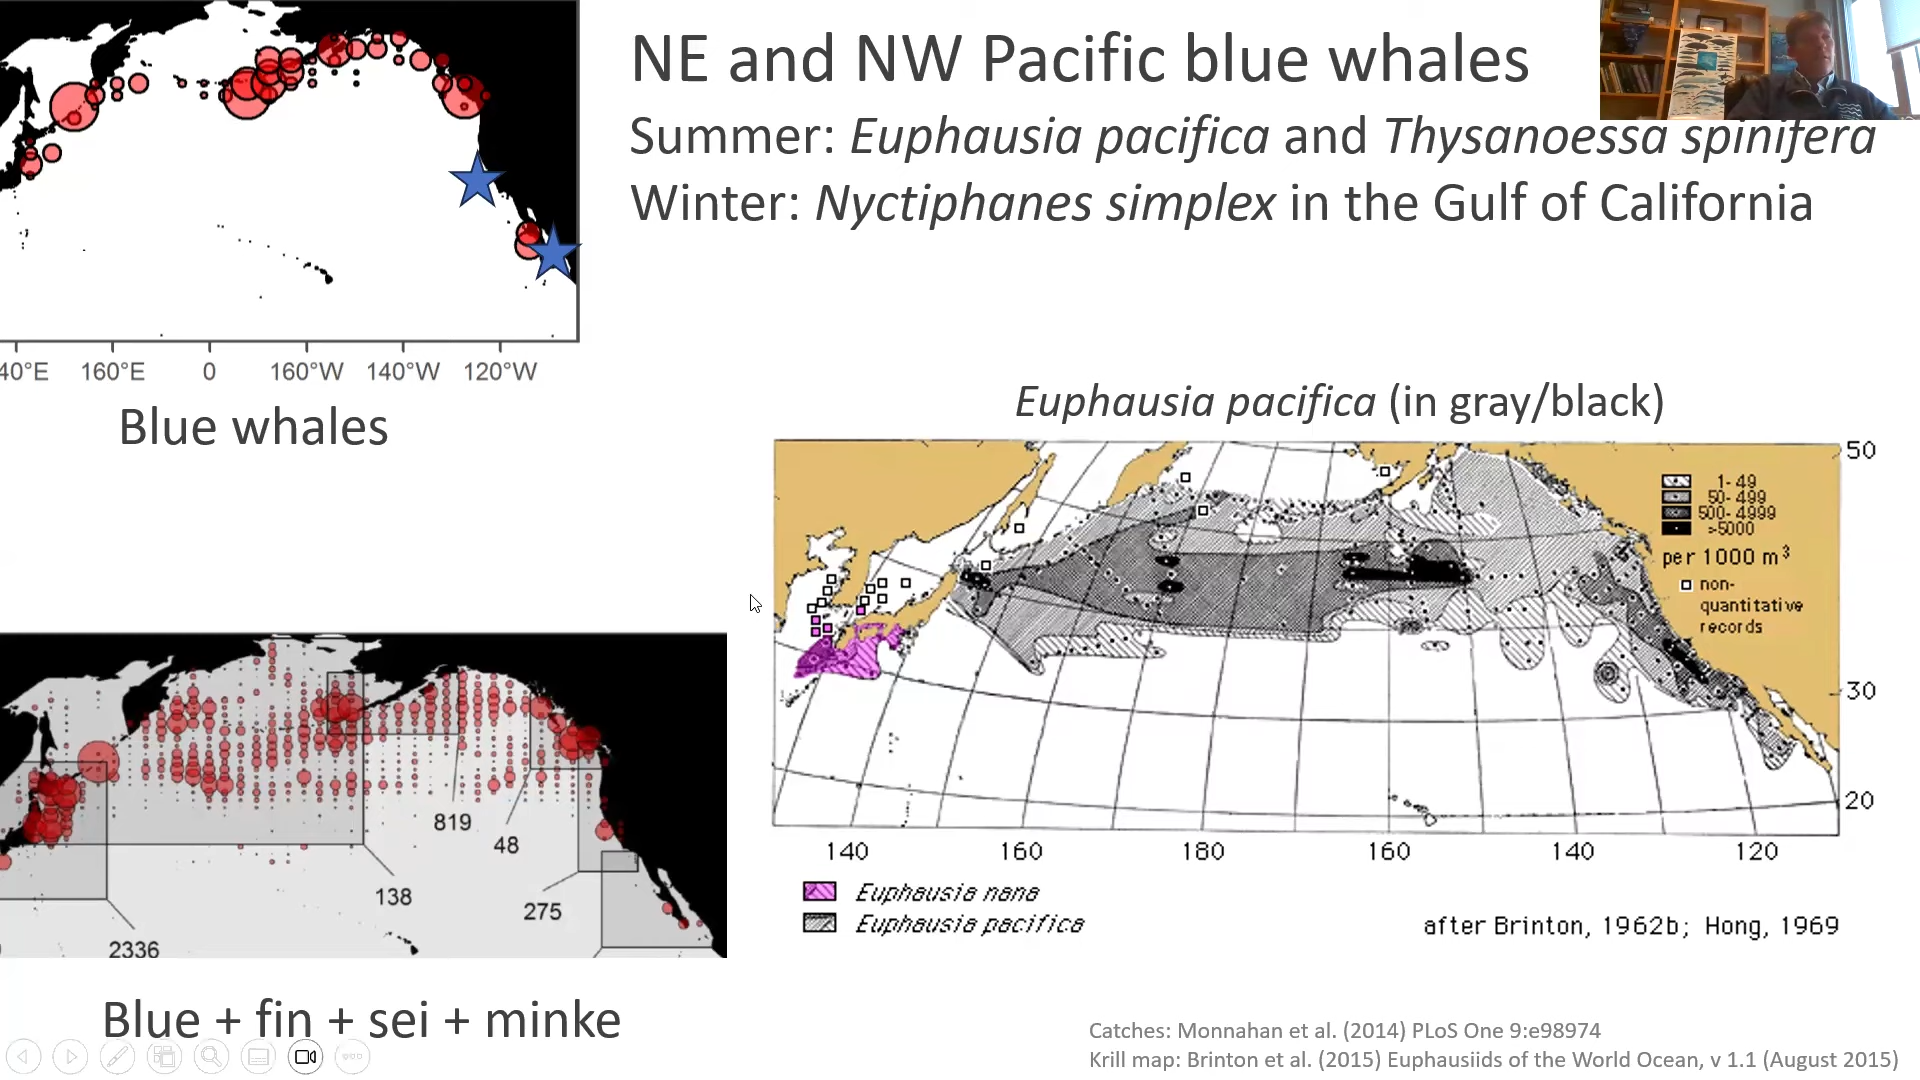 NE and NW Pacific blue whales
Summer: Euphausia pacifica and Thysanoessa spinifera
Winter: Nyctiphanes simplex in the Gulf of California
40°E 160°E 0 160°W 140°W 120°W
Blue whales
Euphausia pacifica (in gray/black)
50
1- 49
50- 499
500- 4999
>5000
per 1000 m³
non-
quantitative
records
30
20
140 160 180 160 140 120
Euphausia nana
Euphausia pacifica
after Brinton, 1962b; Hong, 1969
819
48
138
275
2336
Blue + fin + sei + minke
Catches: Monnahan et al. (2014) PLoS One 9:e98974
Krill map: Brinton et al. (2015) Euphausiids of the World Ocean, v 1.1 (August 2015)